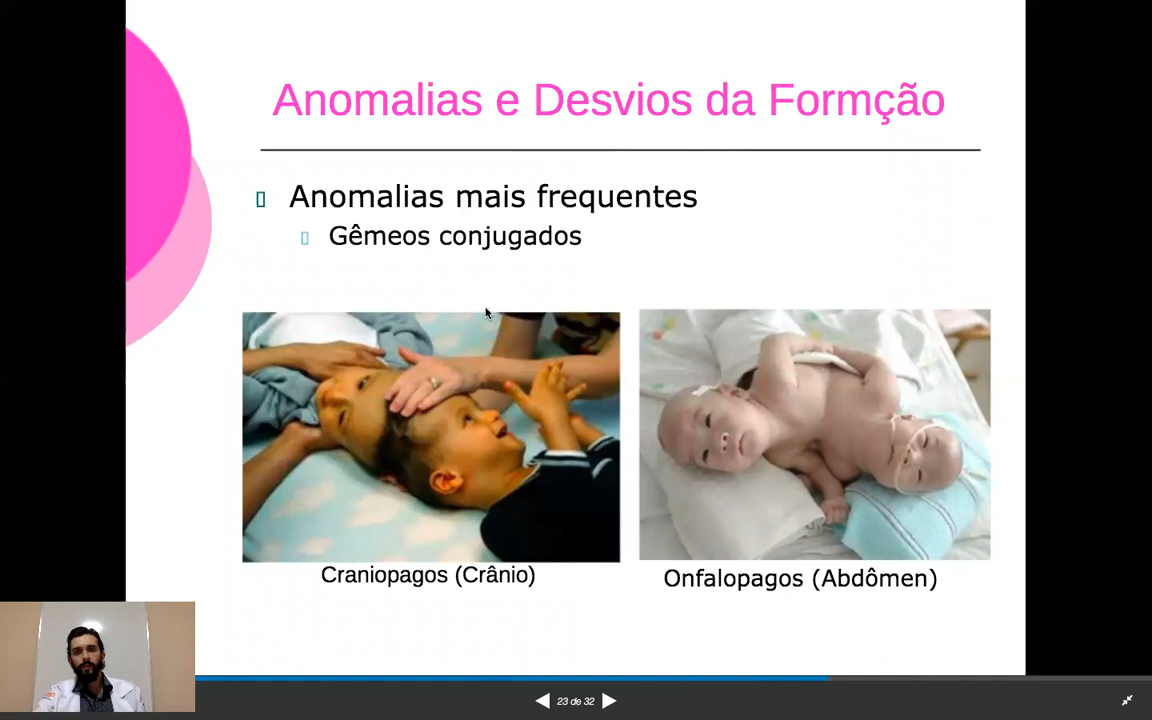 Anomalias e Desvios da Formção
Anomalias mais frequentes
Gêmeos conjugados
Craniopagos (Crânio)
Onfalopagos (Abdômen)
23 de 32